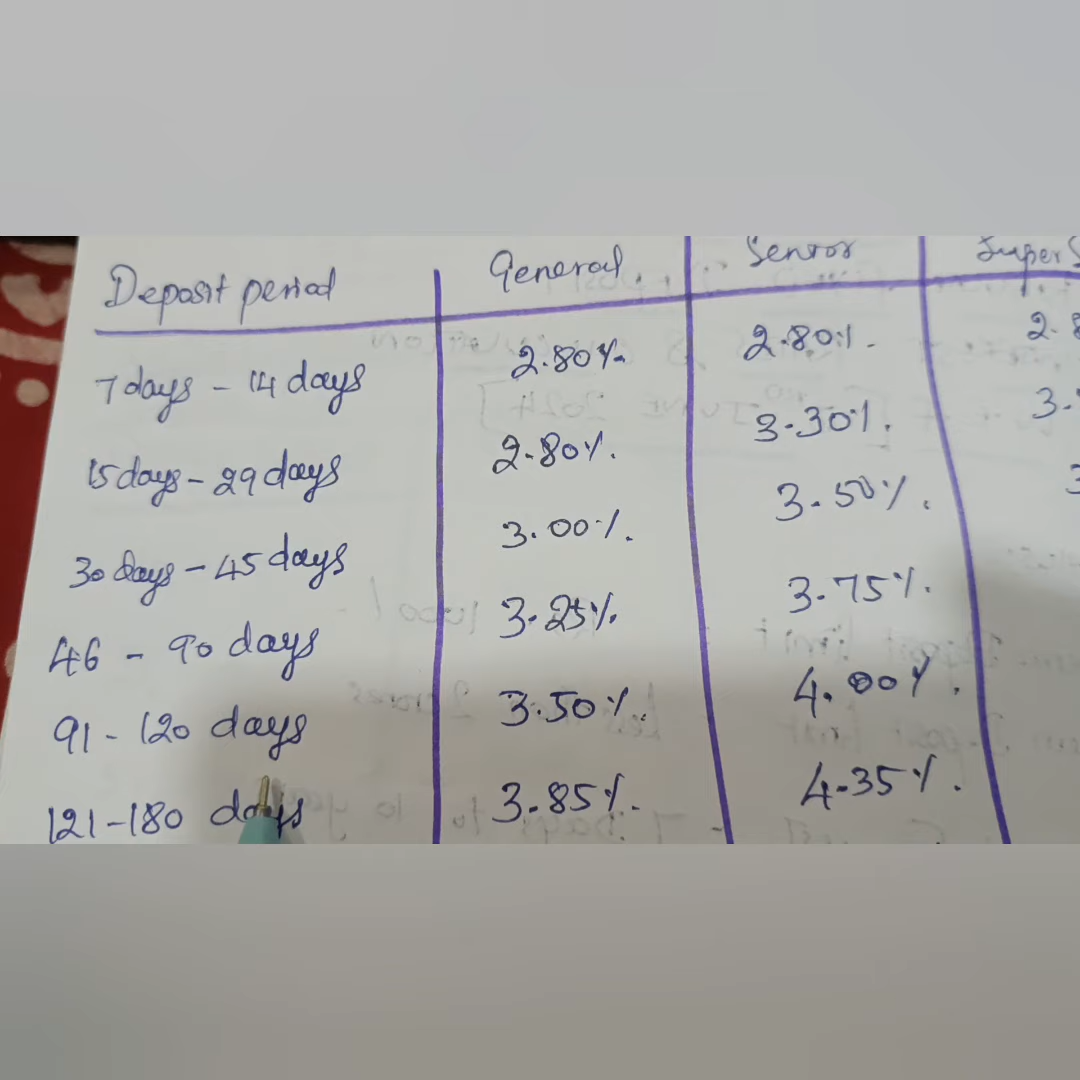 Deposit period General Senior Super
7 days - 14 days 2.80% 2.80%.
15 days - 29 days 2.80%. 3.30%.
30 days - 45 days 3.00%. 3.50%.
46 - 90 days 3.25% 3.75%.
91 - 120 days 3.50%. 4.00%.
121 - 180 days 3.85%. 4.35%.